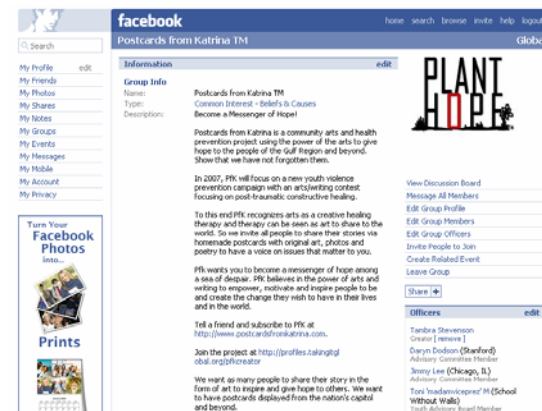 facebook
home search browse invite help logout
Postcards from Katrina TM
Globa
Search
My Profile edit
My Friends
My Photos
My Shares
My Notes
My Groups
My Events
My Messages
My Mobile
My Account
My Privacy
Turn Your
Facebook
Photos
into...
Prints
Information edit
Group Info
Name: Postcards from Katrina TM
Type: Common Interest - Beliefs & Causes
Description: Become a Messenger of Hope!
Postcards from Katrina is a community arts and health
prevention project using the power of the arts to give
hope to the people of the Gulf Region and beyond.
Show that we have not forgotten them.
In 2007, PfK will focus on a new youth violence
prevention campaign with an arts/writing contest
focusing on post-traumatic constructive healing.
To this end PfK recognizes arts as a creative healing
therapy and therapy can be seen as art to share to the
world. So we invite all people to share their stories via
homemade postcards with original art, photos and
poetry to have a voice on issues that matter to you.
PfK wants you to become a messenger of hope among
a sea of despair. PfK believes in the power of arts and
writing to empower, motivate and inspire people to be
and create the change they wish to have in their lives
and in the world.
Tell a friend and subscribe to PfK at
http://www.postcardsfromkatrina.com.
Join the project at http://profiles.takingitgl
obal.org/pfkcreator
We want as many people to share their story in the
form of art to inspire and give hope to others. We want
to have postcards displayed from the nation's capitol
and beyond.
PLANT
HOPE
View Discussion Board
Message All Members
Edit Group Profile
Edit Group Members
Edit Group Officers
Invite People to Join
Create Related Event
Leave Group
Share +
Officers edit
Tambra Stevenson
Creator [ remove ]
Daryn Dodson (Stanford)
Advisory Committee Member
Jimmy Lee (Chicago, IL)
Advisory Committee Member
Toni 'madamviceprez' M (School
Without Walls)
Youth Advisory Board Member